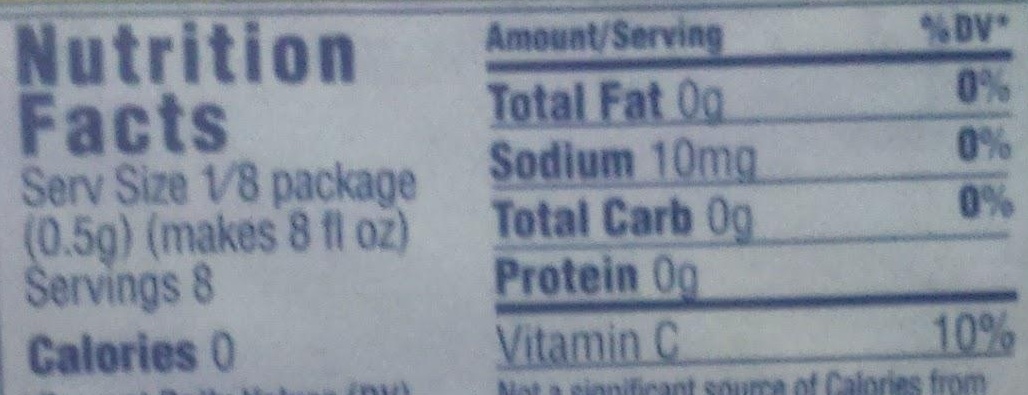 Nutrition
Facts
Serv Size 1/8 package
(0.5g) (makes 8 fl oz)
Servings 8
Calories 0
Amount/Serving %DV*
Total Fat 0g 0%
Sodium 10mg 0%
Total Carb 0g 0%
Protein 0g
Vitamin C 10%
Not a significant source of Calories from